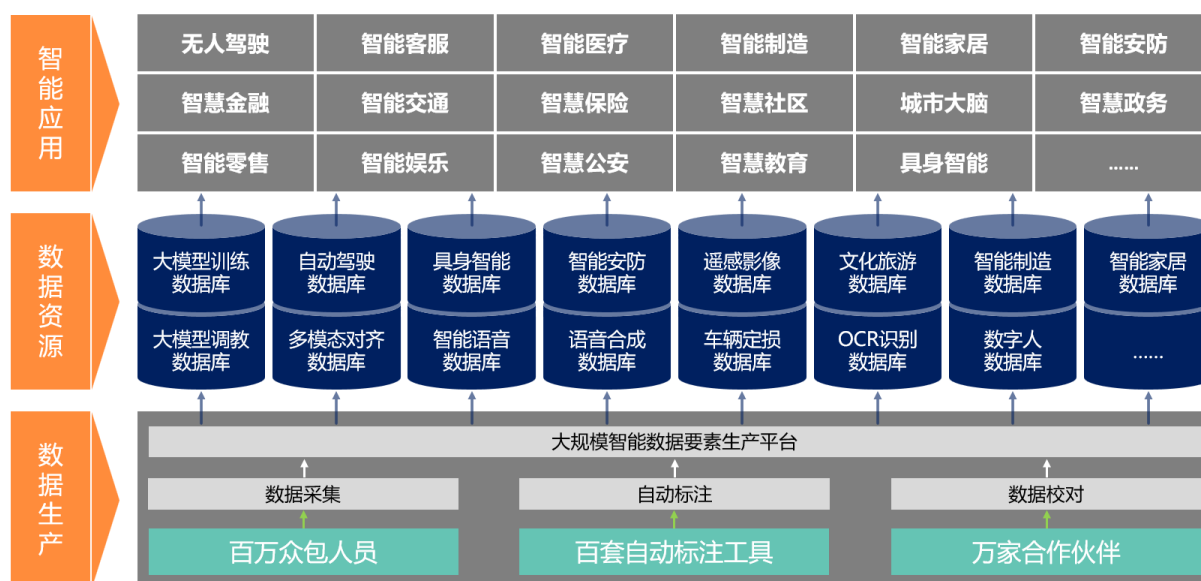 智能应用
无人驾驶
智能客服
智能医疗
智能制造
智能家居
智能安防
智慧金融
智能交通
智慧保险
智慧社区
城市大脑
智慧政务
智能零售
智能娱乐
智慧公安
智慧教育
具身智能
......
数据资源
大模型训练
数据库
自动驾驶
数据库
具身智能
数据库
智能安防
数据库
遥感影像
数据库
文化旅游
数据库
智能制造
数据库
智能家居
数据库
大模型调教
数据库
多模态对齐
数据库
智能语音
数据库
语音合成
数据库
车辆定损
数据库
OCR识别
数据库
数字人
数据库
......
数据生产
大规模智能数据要素生产平台
数据采集
自动标注
数据校对
百万众包人员
百套自动标注工具
万家合作伙伴